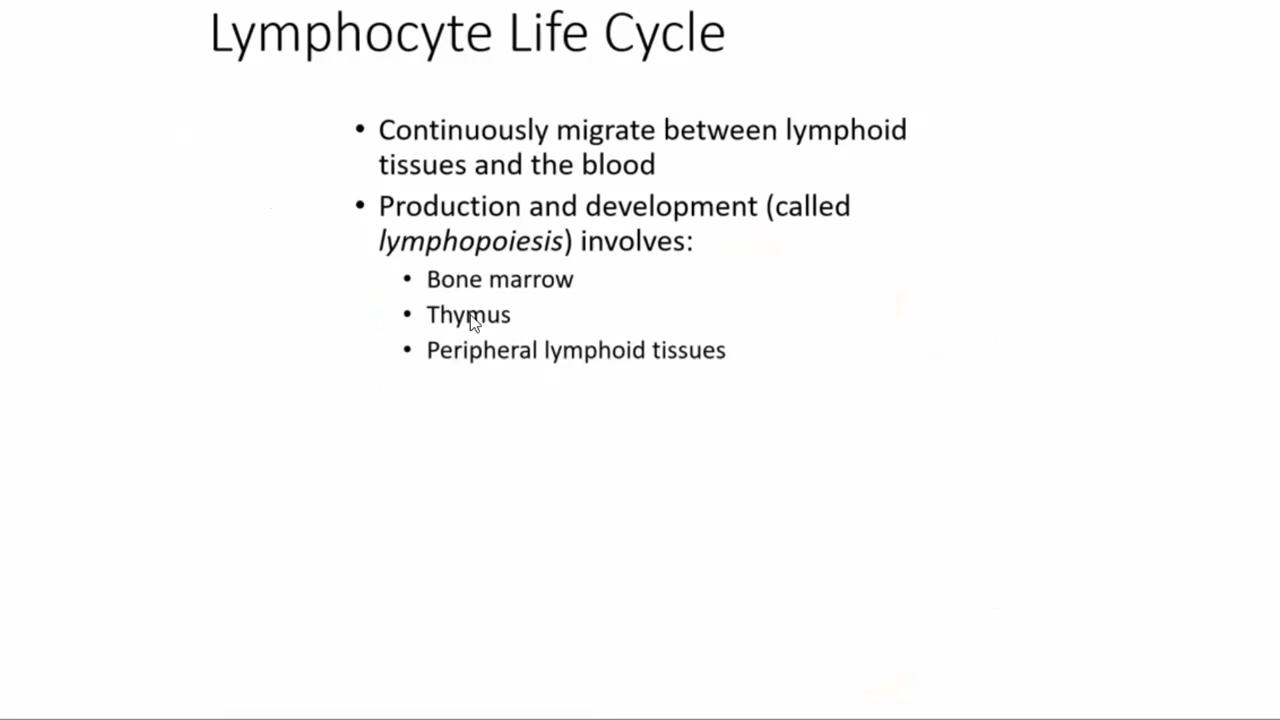 Lymphocyte Life Cycle
• Continuously migrate between lymphoid
tissues and the blood
• Production and development (called
lymphopoiesis) involves:
• Bone marrow
• Thymus
• Peripheral lymphoid tissues